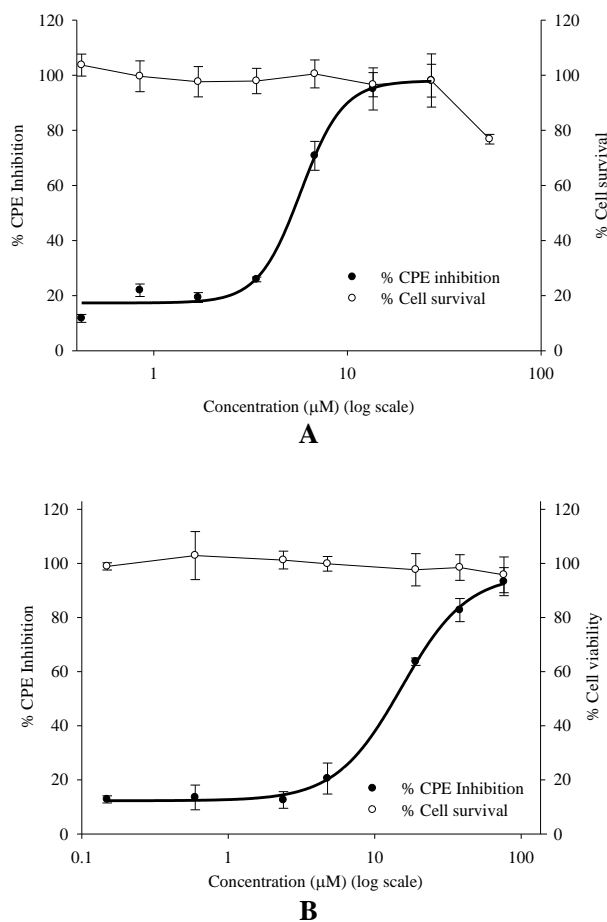 120
100
80
60
40
20
0
% CPE Inhibition
120
100
80
60
40
20
0
% Cell survival
% CPE inhibition
% Cell survival
1
10
100
Concentration (μM) (log scale)
A
120
100
80
60
40
20
0
% CPE Inhibition
120
100
80
60
40
20
0
% Cell viability
% CPE Inhibition
% Cell survival
0.1
1
10
100
Concentration (μM) (log scale)
B